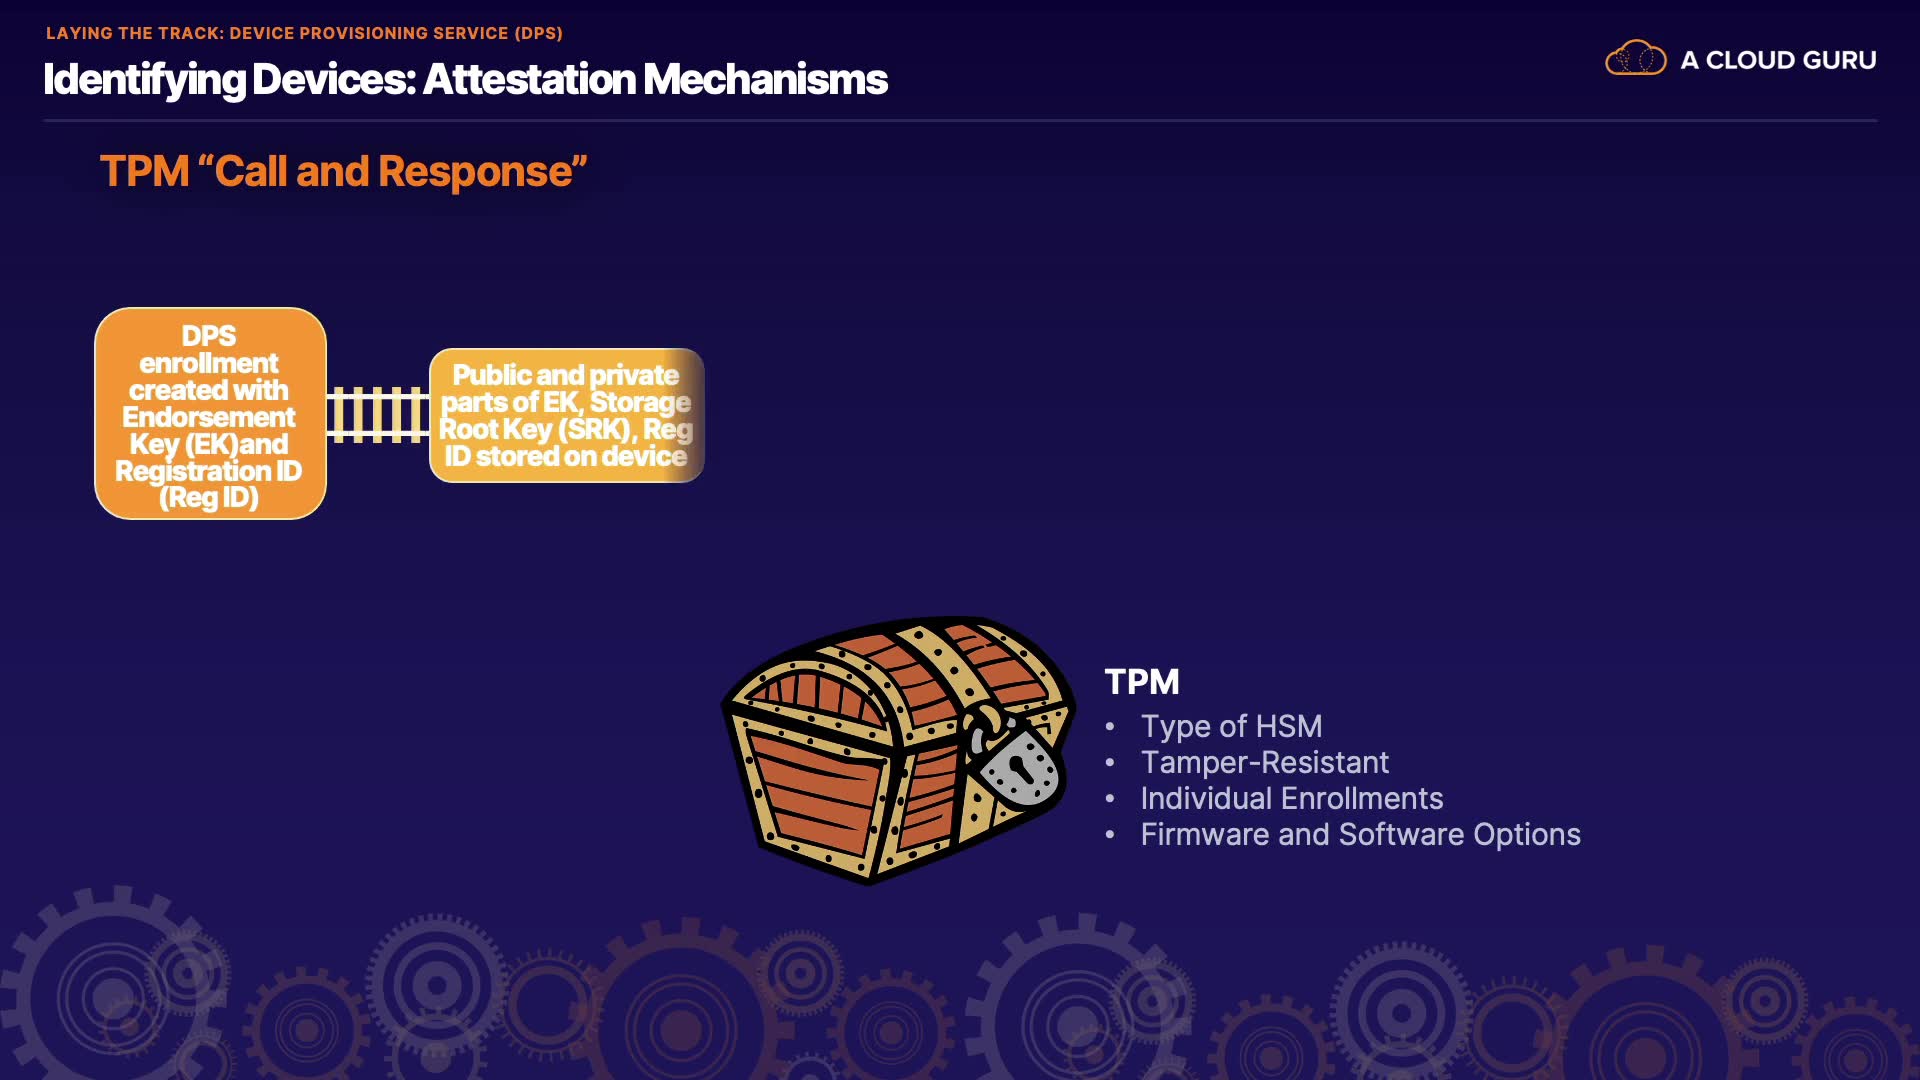 LAYING THE TRACK: DEVICE PROVISIONING SERVICE (DPS)
Identifying Devices: Attestation Mechanisms
A CLOUD GURU
TPM “Call and Response”
DPS
enrollment
created with
Endorsement
Key (EK)and
Registration ID
(Reg ID)
Public and private
parts of EK, Storage
Root Key (SRK), Reg
ID stored on device
TPM
• Type of HSM
• Tamper-Resistant
• Individual Enrollments
• Firmware and Software Options